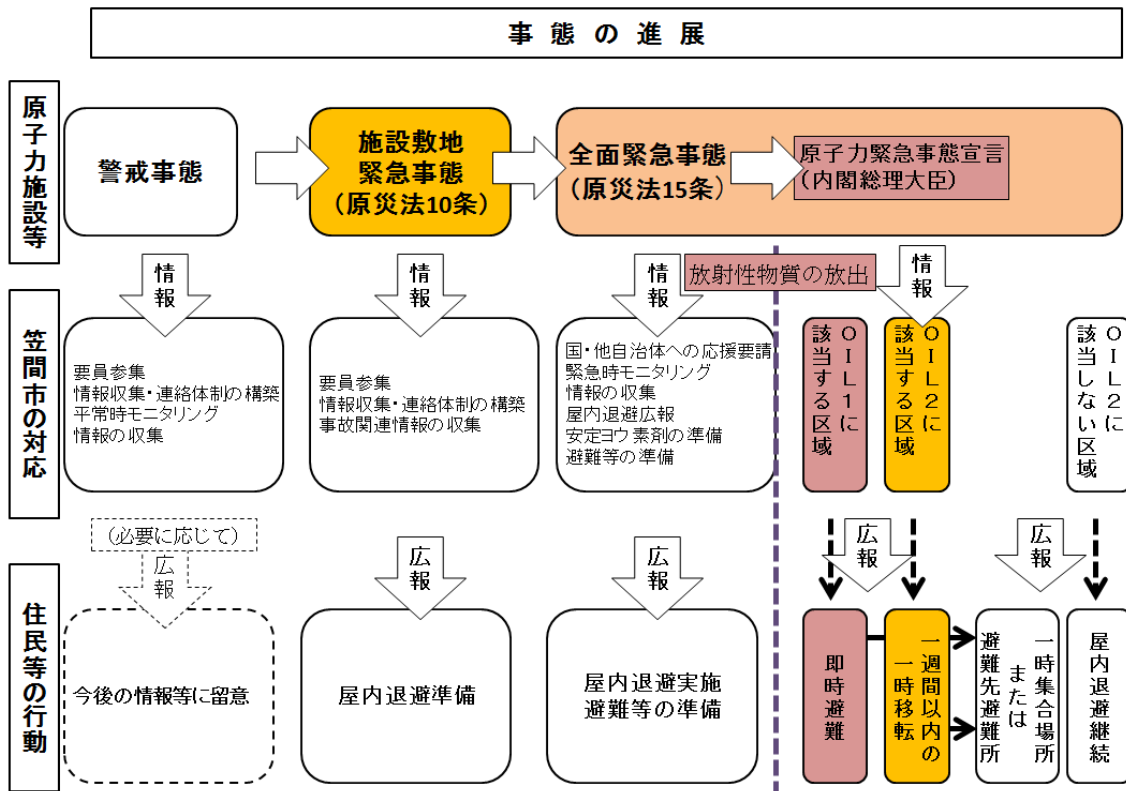 事態の進展
原子力施設等
警戒事態
施設敷地
緊急事態
（原災法10条）
全面緊急事態
（原災法15条）
原子力緊急事態宣言
（内閣総理大臣）
情報
情報
情報
放射性物質の放出
情報
笠間市の対応
要員参集
情報収集・連絡体制の構築
平常時モニタリング
情報の収集
要員参集
情報収集・連絡体制の構築
事故関連情報の収集
国・他自治体への応援要請
緊急時モニタリング
情報の収集
屋内退避広報
安定ヨウ素剤の準備
避難等の準備
OIL1に
該当する区域
OIL2に
該当する区域
OIL2に
該当しない区域
（必要に応じて）
広報
広報
広報
広報
広報
住民等の行動
今後の情報等に留意
屋内退避準備
屋内退避実施
避難等の準備
即時避難
一週間以内の
一時移転
一時集合場所
または
避難先避難所
屋内退避継続